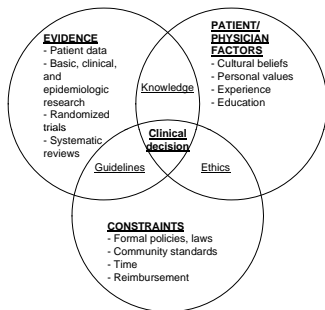 EVIDENCE
- Patient data
- Basic, clinical,
and
epidemiologic
research
- Randomized
trials
- Systematic
reviews
PATIENT/
PHYSICIAN
FACTORS
- Cultural beliefs
- Personal values
- Experience
- Education
Knowledge
Clinical
decision
Guidelines
Ethics
CONSTRAINTS
- Formal policies, laws
- Community standards
- Time
- Reimbursement